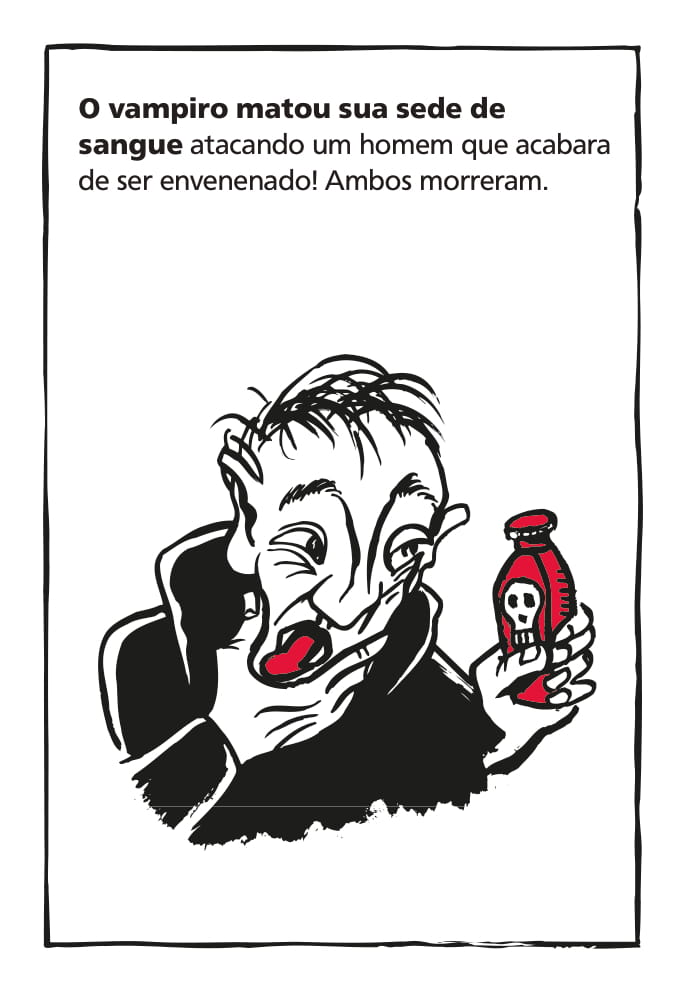 O vampiro matou sua sede de
sangue atacando um homem que acabara
de ser envenenado! Ambos morreram.